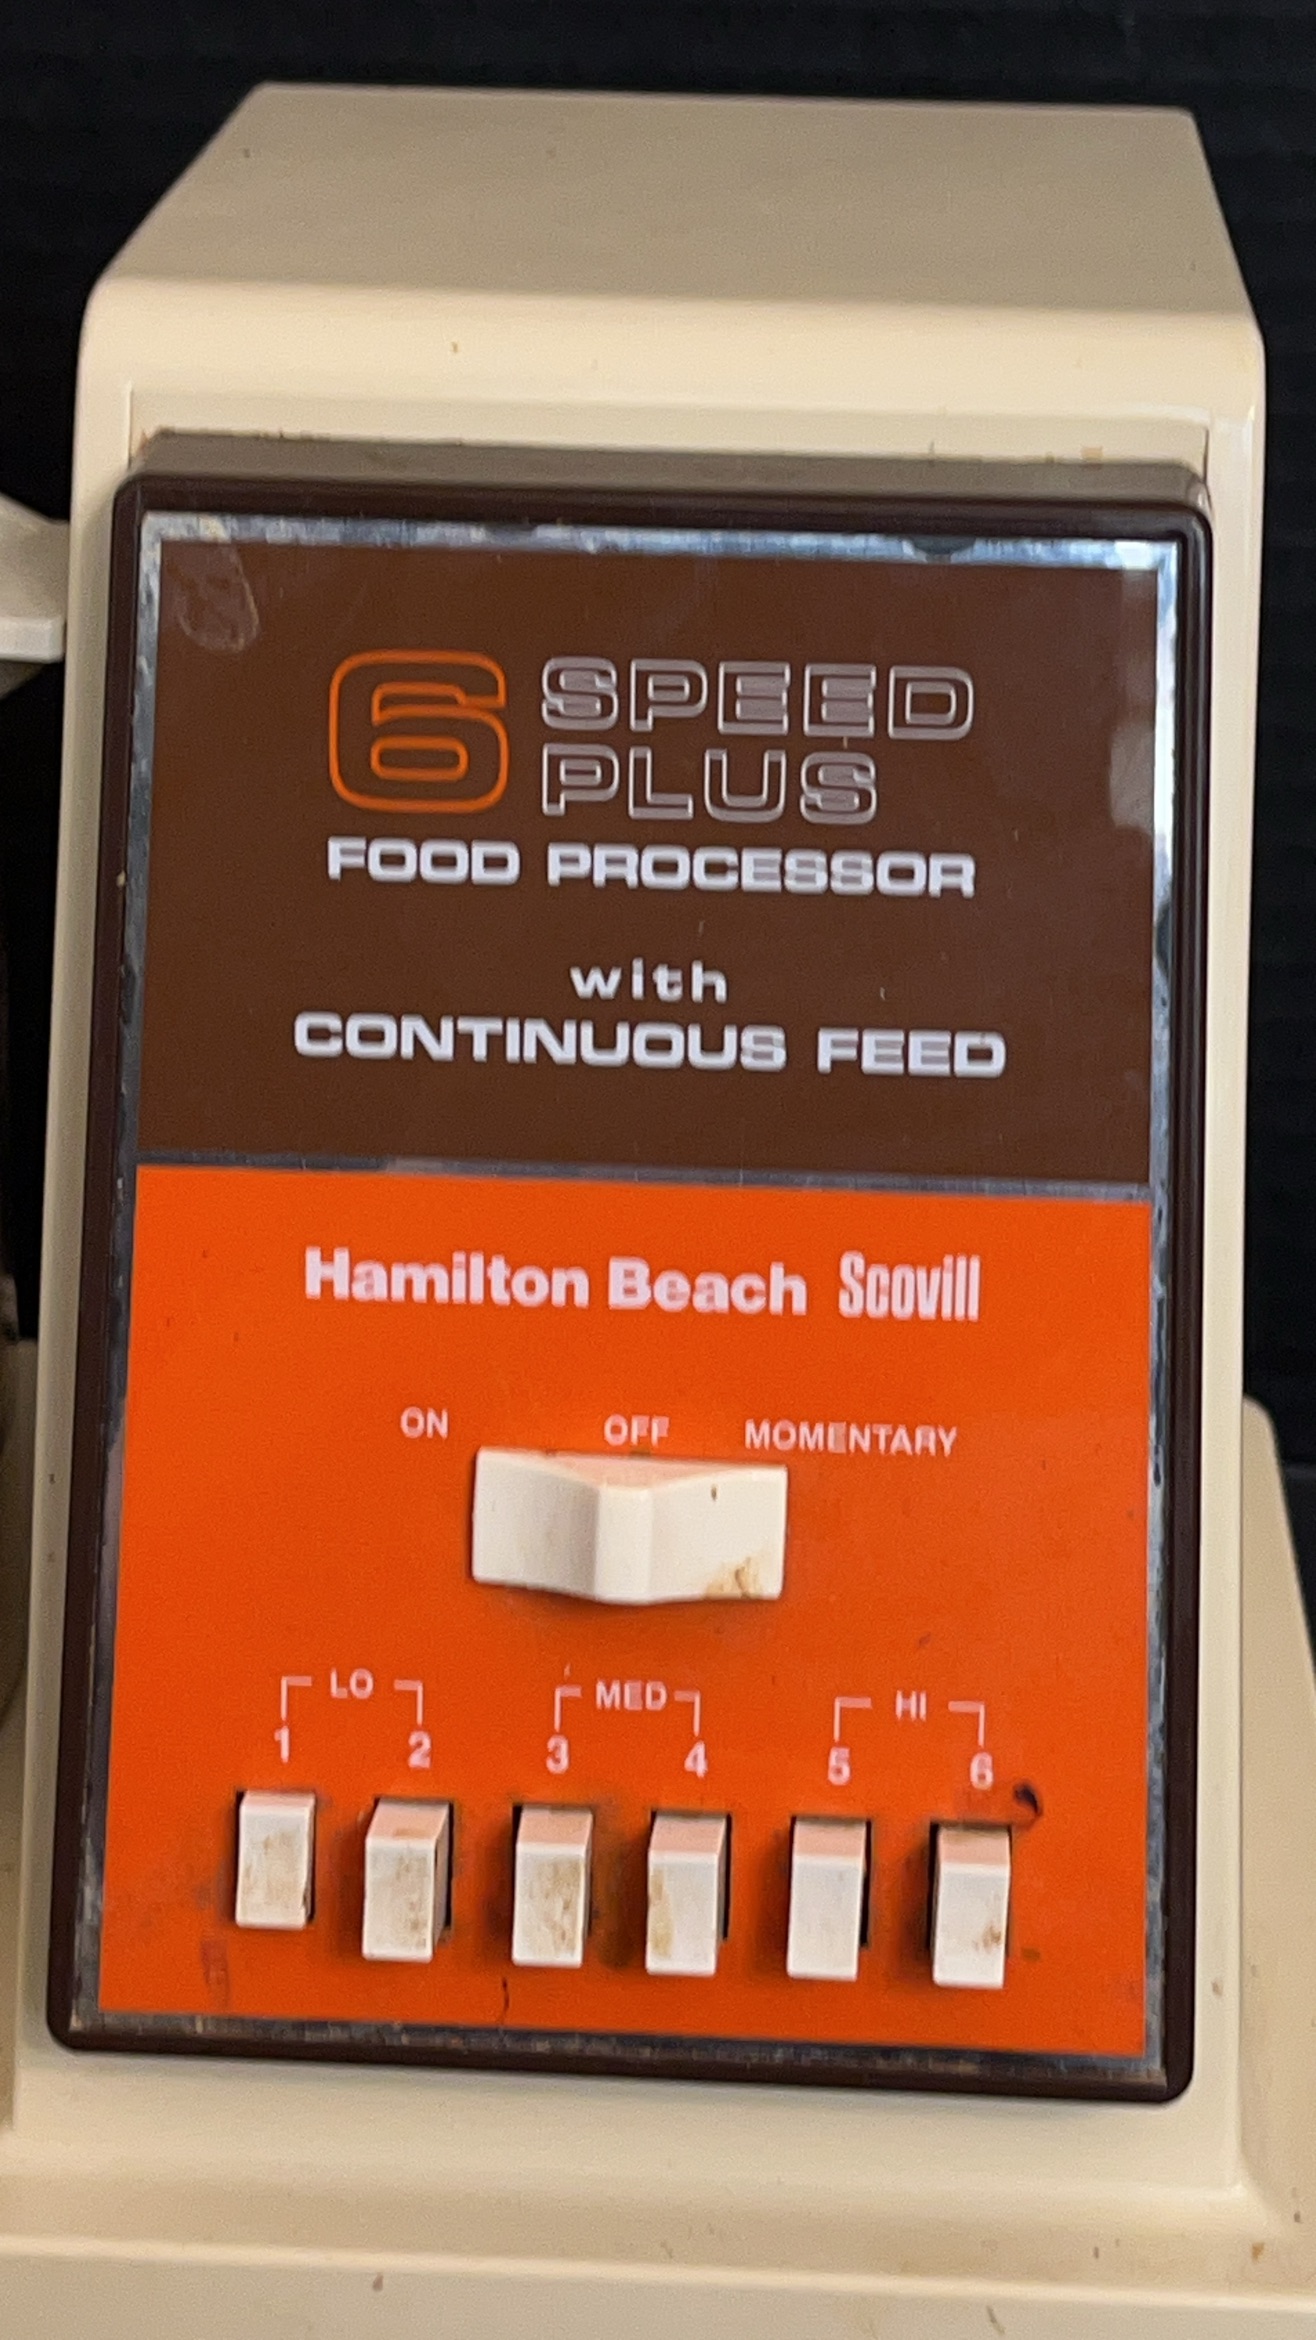 6 SPEED
PLUS
FOOD PROCESSOR
with
CONTINUOUS FEED
Hamilton Beach Scovill
ON OFF MOMENTARY
LO MED HI
1 2 3 4 5 6